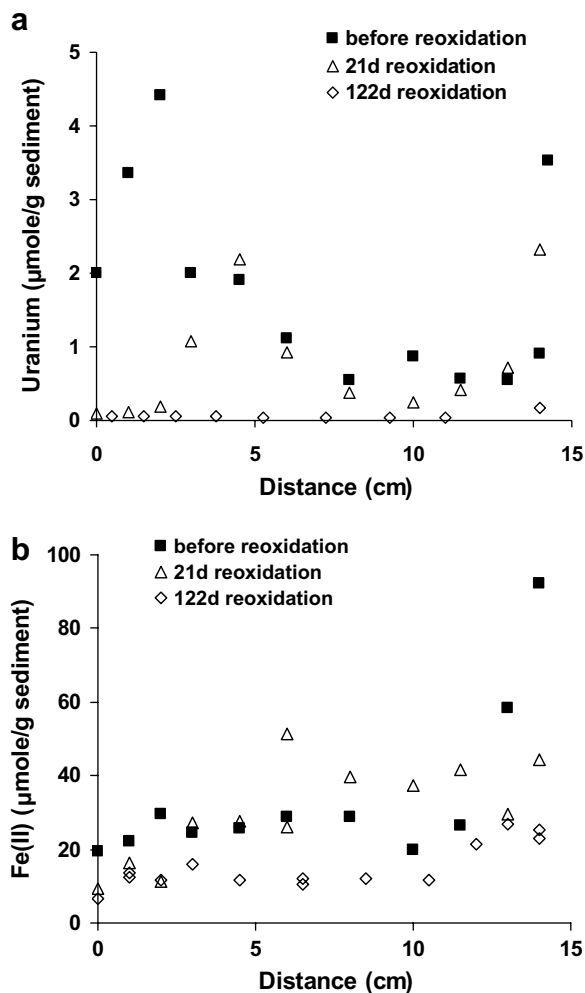 a
before reoxidation
21d reoxidation
122d reoxidation
5
4
3
2
1
0
Uranium (µmole/g sediment)
0 5 10 15
Distance (cm)
b
before reoxidation
21d reoxidation
122d reoxidation
100
80
60
40
20
0
Fe(II) (µmole/g sediment)
0 5 10 15
Distance (cm)